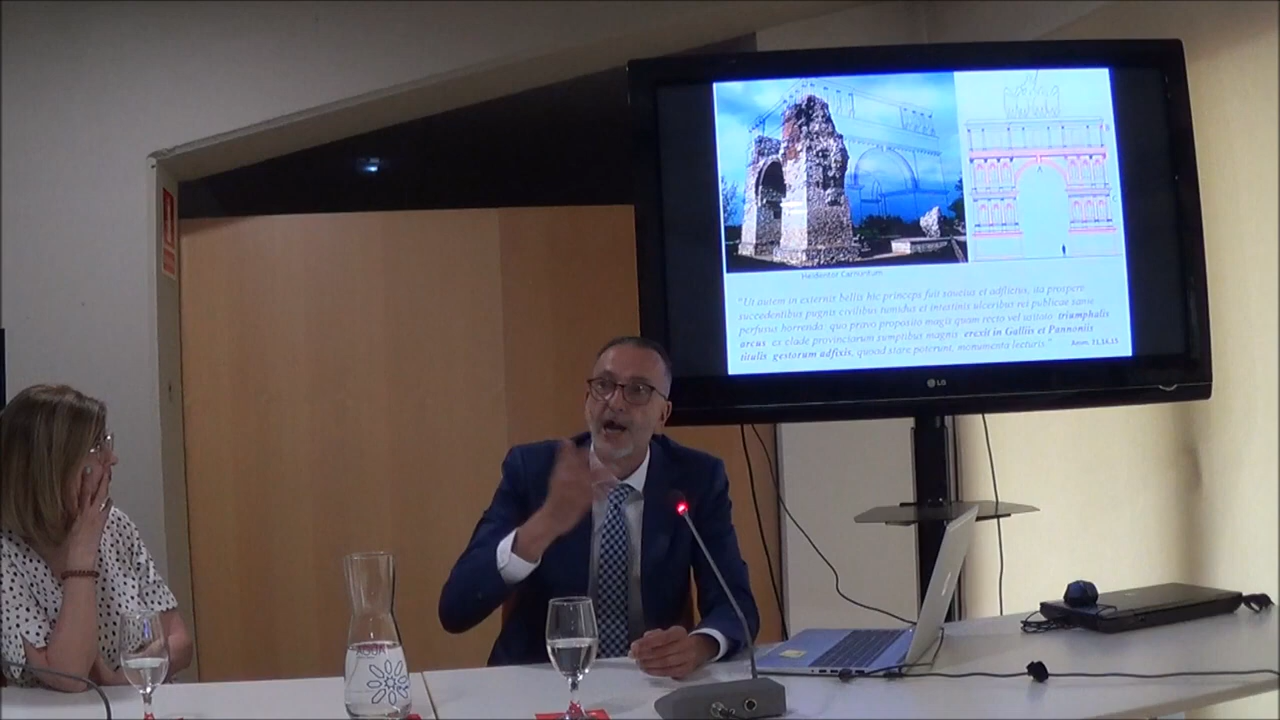 Heidentor Carnuntum
"Ut autem in externis bellis hic princeps fuit saucius et adflictus, ita prospere
succedentibus pugnis civilibus tumidus et intestinis ulceribus rei publicae sanie
perfusus horrenda: quo pravo proposito magis quam recto vel usitato triumphalis
arcus ex clade provinciarum sumptibus magnis erexit in Galliis et Pannoniis
titulis gestorum adfixis, quoad stare poterunt, monumenta lecturis."
Amm. 21,16,15
LG
AGUA